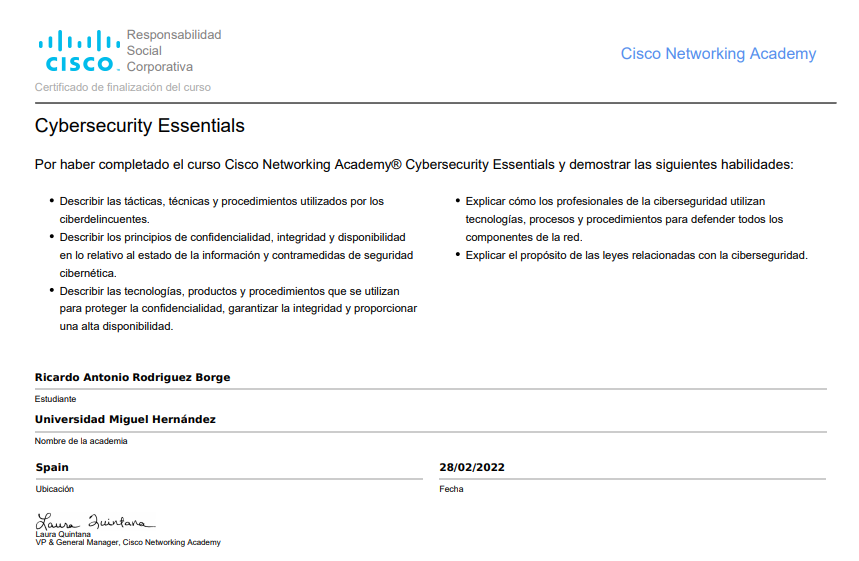 Responsabilidad
Social
Corporativa
CISCO
Cisco Networking Academy
Certificado de finalización del curso
Cybersecurity Essentials
Por haber completado el curso Cisco Networking Academy® Cybersecurity Essentials y demostrar las siguientes habilidades:
• Describir las tácticas, técnicas y procedimientos utilizados por los
ciberdelincuentes.
• Describir los principios de confidencialidad, integridad y disponibilidad
en lo relativo al estado de la información y contramedidas de seguridad
cibernética.
• Describir las tecnologías, productos y procedimientos que se utilizan
para proteger la confidencialidad, garantizar la integridad y proporcionar
una alta disponibilidad.
• Explicar cómo los profesionales de la ciberseguridad utilizan
tecnologías, procesos y procedimientos para defender todos los
componentes de la red.
• Explicar el propósito de las leyes relacionadas con la ciberseguridad.
Ricardo Antonio Rodriguez Borge
Estudiante
Universidad Miguel Hernández
Nombre de la academia
Spain
Ubicación
28/02/2022
Fecha
Laura Quintana
Laura Quintana
VP & General Manager, Cisco Networking Academy